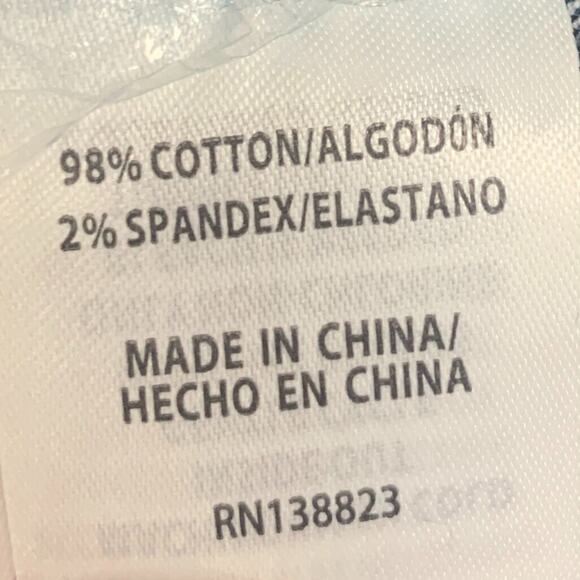 98% COTTON/ALGODÓN
2% SPANDEX/ELASTANO
MADE IN CHINA/
HECHO EN CHINA
RN138823